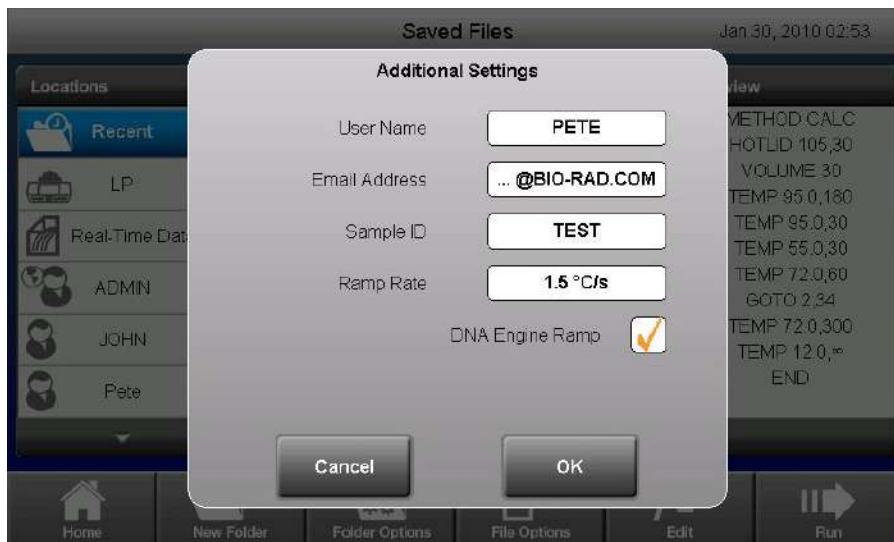 Saved Files
Jan 30, 2010 02:53
Locations
Recent
LP
Real-Time Dat
ADMIN
JOHN
Pete
Additional Settings
User Name
PETE
Email Address
... @BIO-RAD.COM
Sample ID
TEST
Ramp Rate
1.5 °C/s
DNA Engine Ramp
Cancel
OK
view
METHOD CALC
HOTLID 105,30
VOLUME 30
TEMP 95.0,180
TEMP 95.0,30
TEMP 55.0,30
TEMP 72.0,60
GOTO 2,34
TEMP 72.0,300
TEMP 12.0,∞
END
Home
New Folder
Folder Options
File Options
Edit
Run